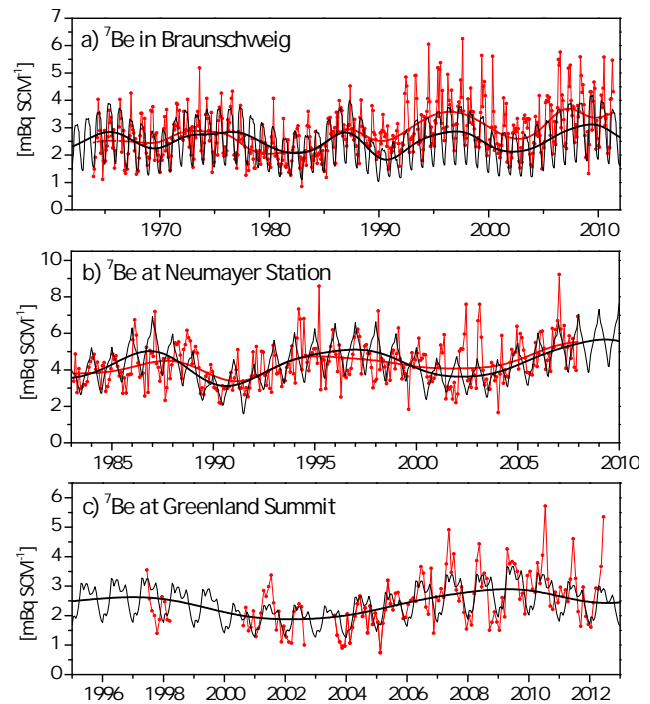 a) ⁷Be in Braunschweig
[mBq SCM⁻¹]
7
6
5
4
3
2
1
0
1970 1980 1990 2000 2010
b) ⁷Be at Neumayer Station
[mBq SCM⁻¹]
10
8
6
4
2
0
1985 1990 1995 2000 2005 2010
c) ⁷Be at Greenland Summit
[mBq SCM⁻¹]
6
5
4
3
2
1
0
1996 1998 2000 2002 2004 2006 2008 2010 2012